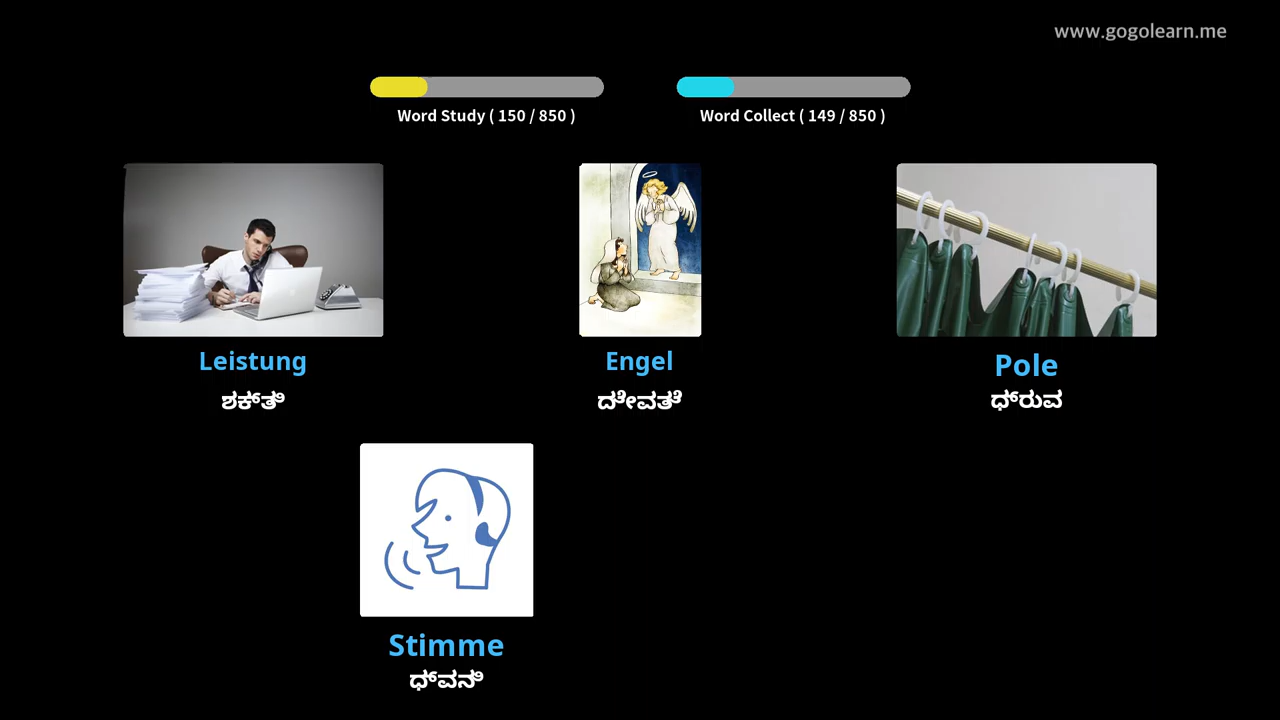 www.gogolearn.me
Word Study ( 150 / 850 )
Word Collect ( 149 / 850 )
Leistung
ಶಕ್ತಿ
Engel
ದೇವತೆ
Pole
ಧ್ರುವ
Stimme
ಧ್ವನಿ